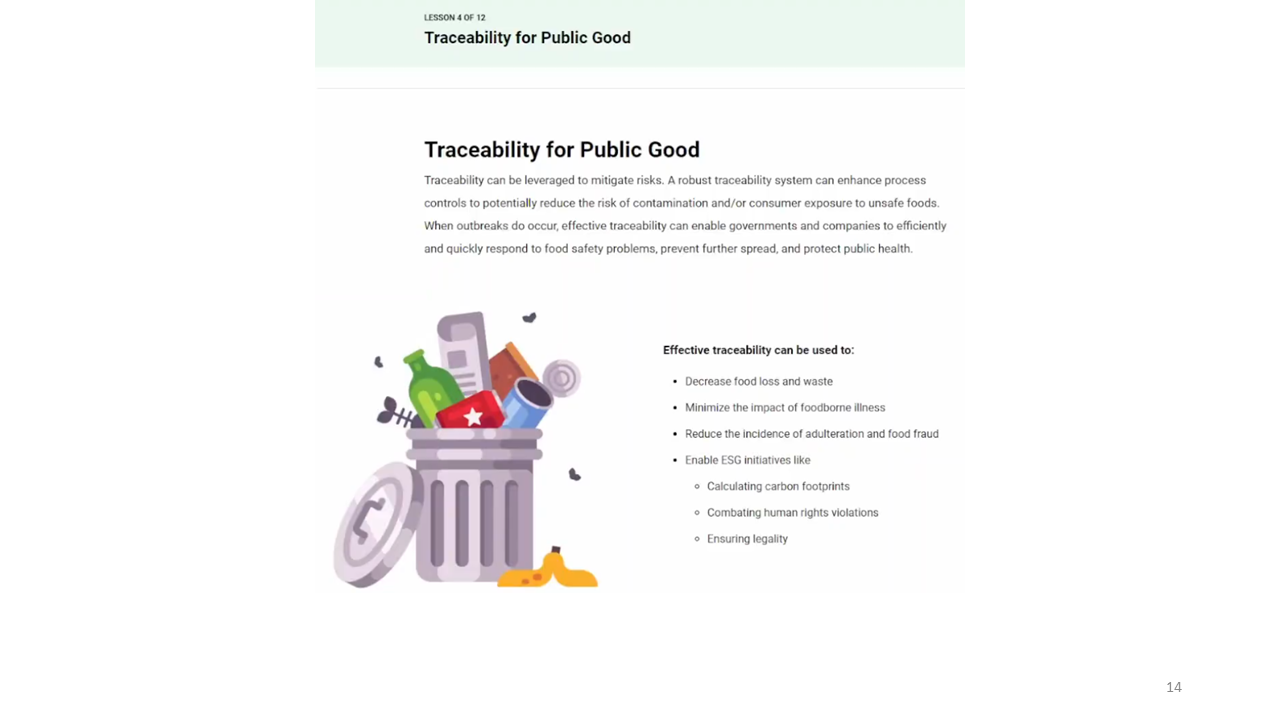 LESSON 4 OF 12
Traceability for Public Good
Traceability for Public Good
Traceability can be leveraged to mitigate risks. A robust traceability system can enhance process
controls to potentially reduce the risk of contamination and/or consumer exposure to unsafe foods.
When outbreaks do occur, effective traceability can enable governments and companies to efficiently
and quickly respond to food safety problems, prevent further spread, and protect public health.
Effective traceability can be used to:
• Decrease food loss and waste
• Minimize the impact of foodborne illness
• Reduce the incidence of adulteration and food fraud
• Enable ESG initiatives like
◦ Calculating carbon footprints
◦ Combating human rights violations
◦ Ensuring legality
14